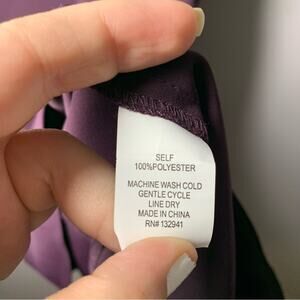 SELF
100%POLYESTER
MACHINE WASH COLD
GENTLE CYCLE
LINE DRY
MADE IN CHINA
RN# 132941